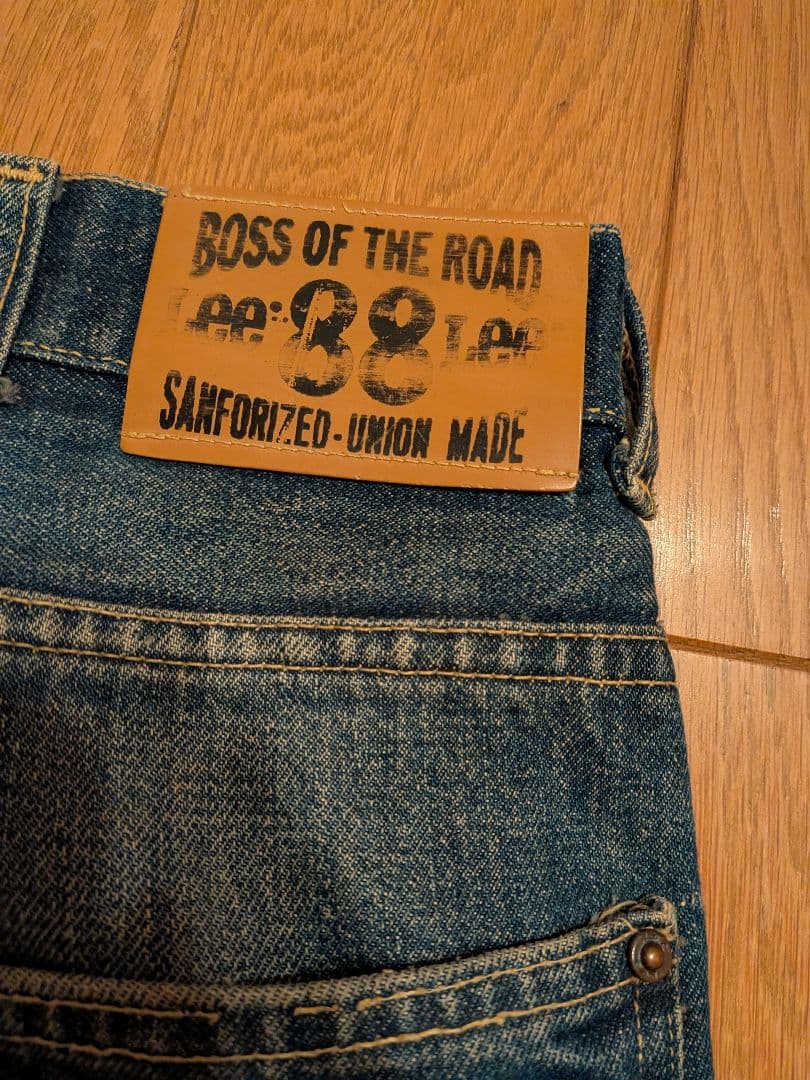 BOSS OF THE ROAD
Lee: 88 Lee
SANFORIZED-UNION MADE